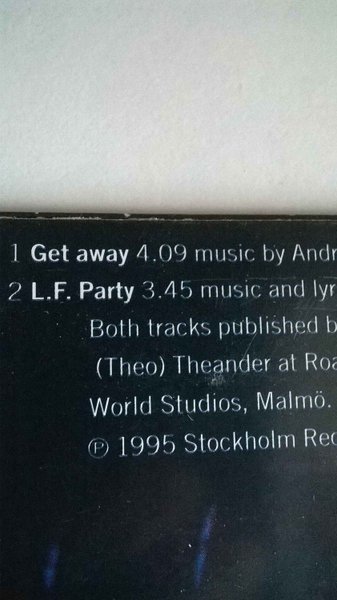 1 Get away 4.09 music by Andr
2 L.F. Party 3.45 music and lyr
Both tracks published b
(Theo) Theander at Roa
World Studios, Malmö.
℗ 1995 Stockholm Rec